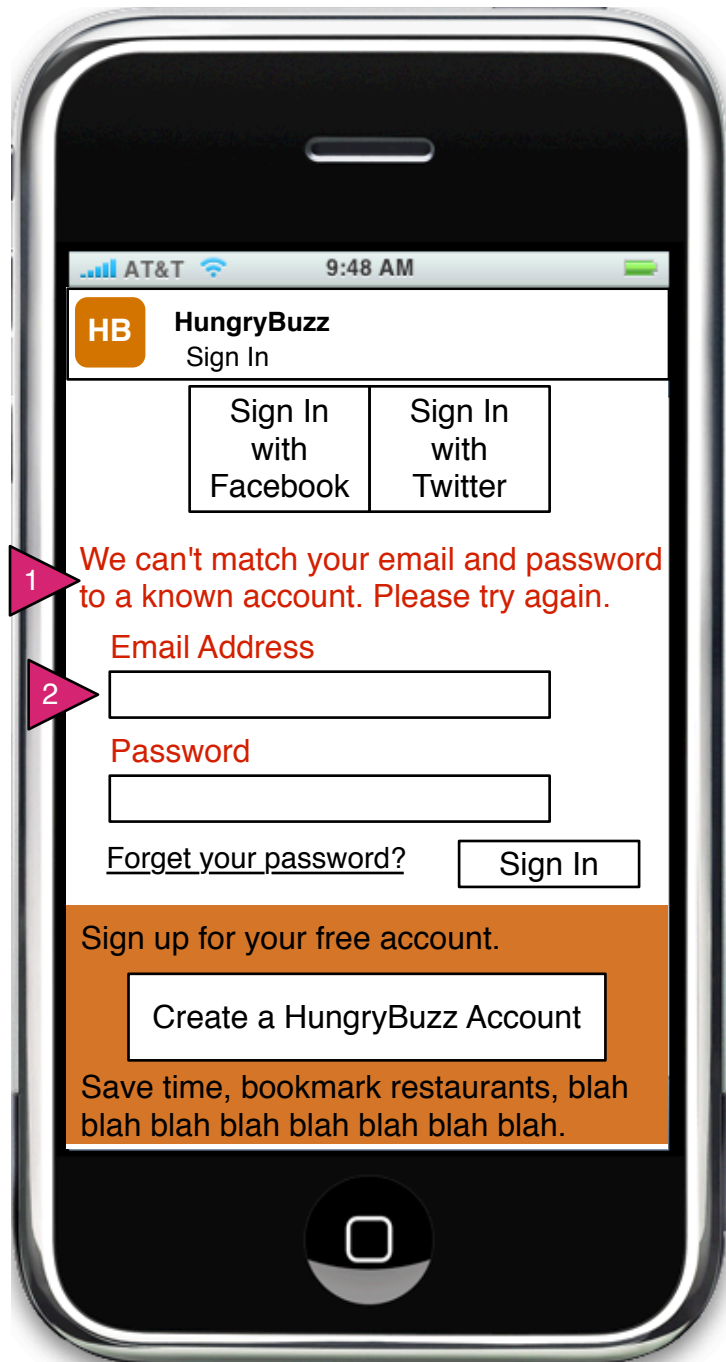 AT&T 9:48 AM
HB HungryBuzz
Sign In
Sign In
with
Facebook
Sign In
with
Twitter
1
We can't match your email and password
to a known account. Please try again.
Email Address
2
Password
Forget your password? Sign In
Sign up for your free account.
Create a HungryBuzz Account
Save time, bookmark restaurants, blah
blah blah blah blah blah blah blah.